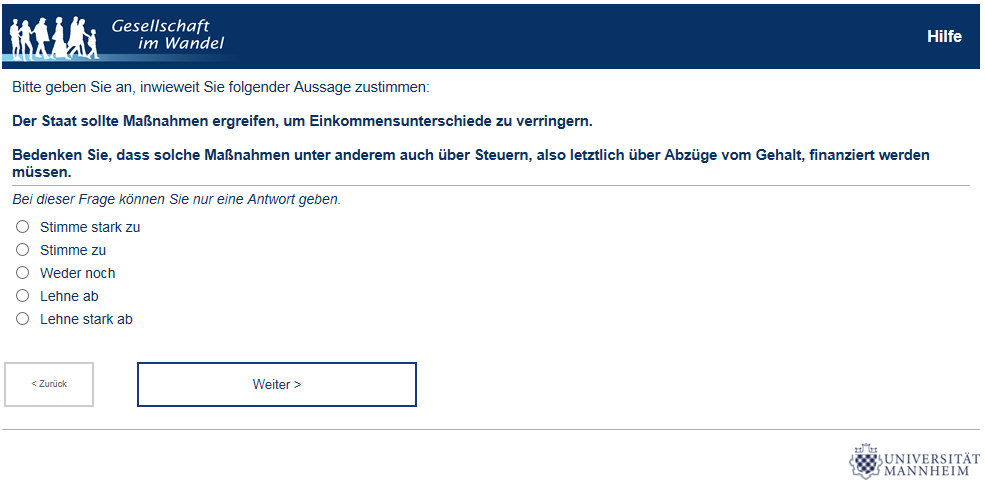 Gesellschaft
im Wandel
Hilfe
Bitte geben Sie an, inwieweit Sie folgender Aussage zustimmen:
Der Staat sollte Maßnahmen ergreifen, um Einkommensunterschiede zu verringern.
Bedenken Sie, dass solche Maßnahmen unter anderem auch über Steuern, also letztlich über Abzüge vom Gehalt, finanziert werden
müssen.
Bei dieser Frage können Sie nur eine Antwort geben.
Stimme stark zu
Stimme zu
Weder noch
Lehne ab
Lehne stark ab
< Zurück
Weiter >
UNIVERSITÄT
MANNHEIM